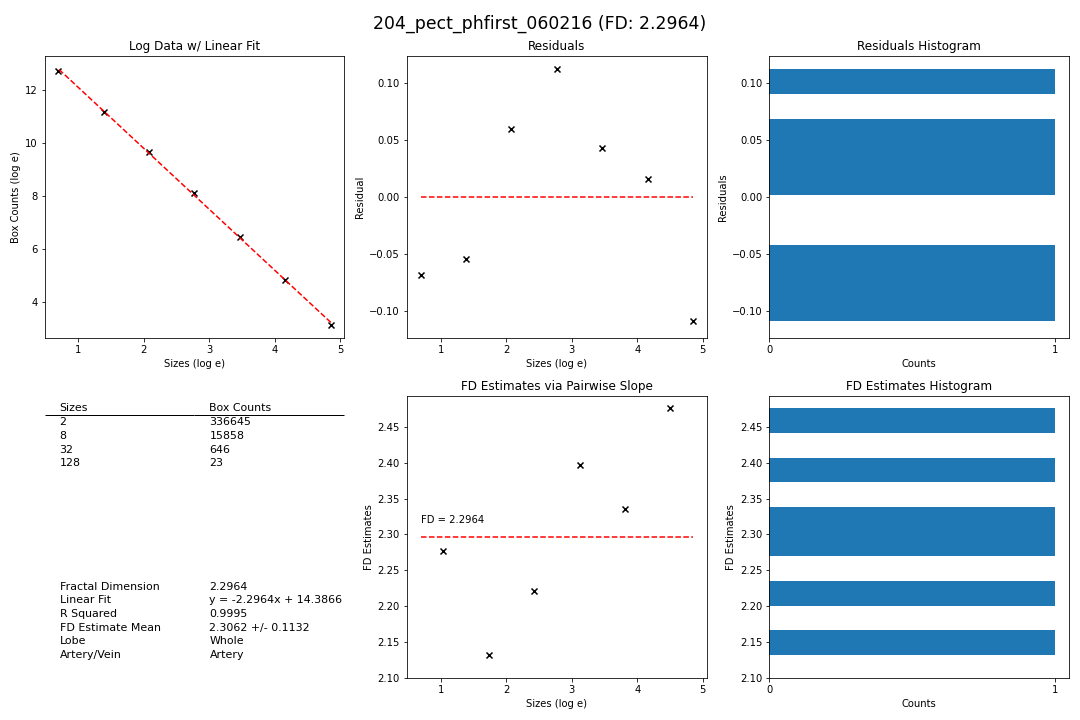 204_pect_phfirst_060216 (FD: 2.2964)
Log Data w/ Linear Fit
Box Counts (log e)
12
10
8
6
4
1 2 3 4 5
Sizes (log e)
Residuals
Residual
0.10
0.05
0.00
−0.05
−0.10
1 2 3 4 5
Sizes (log e)
Residuals Histogram
Residuals
0.10
0.05
0.00
−0.05
−0.10
0 1
Counts
Sizes Box Counts
2 336645
8 15858
32 646
128 23
Fractal Dimension 2.2964
Linear Fit y = -2.2964x + 14.3866
R Squared 0.9995
FD Estimate Mean 2.3062 +/- 0.1132
Lobe Whole
Artery/Vein Artery
FD Estimates via Pairwise Slope
FD Estimates
2.45
2.40
2.35
2.30
2.25
2.20
2.15
2.10
FD = 2.2964
1 2 3 4 5
Sizes (log e)
FD Estimates Histogram
FD Estimates
2.45
2.40
2.35
2.30
2.25
2.20
2.15
2.10
0 1
Counts